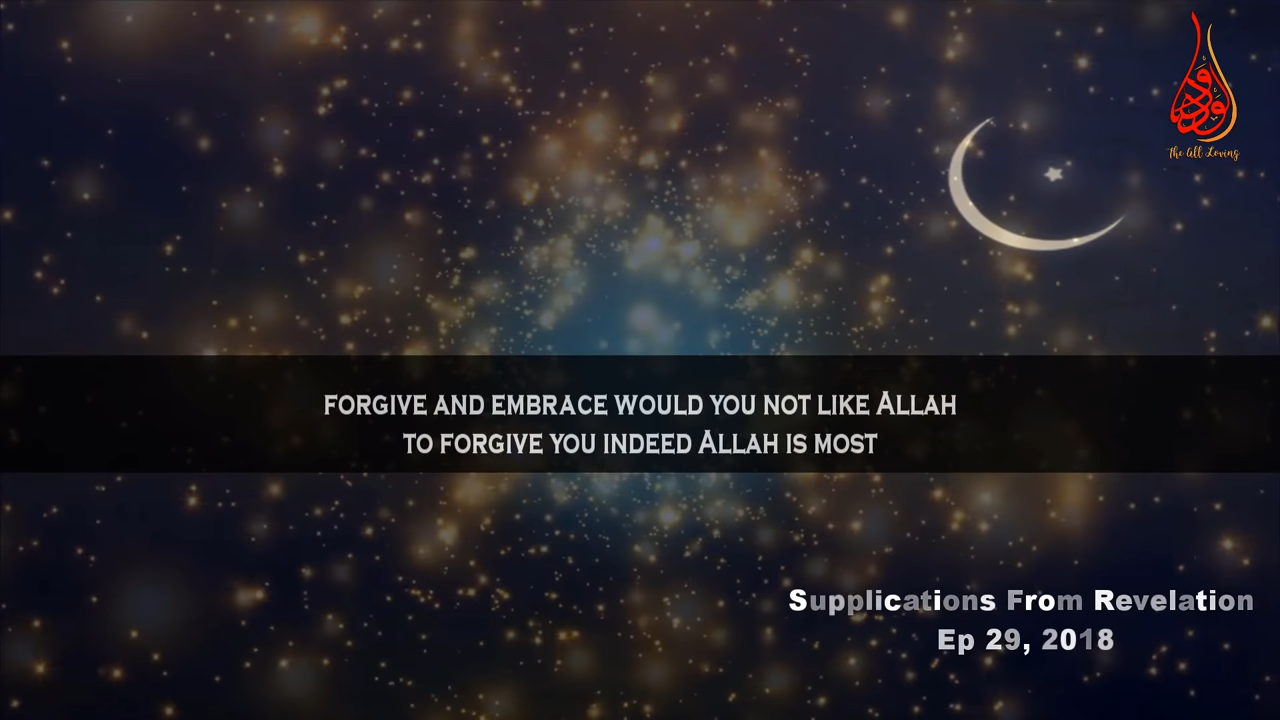 الودود
The All Loving
FORGIVE AND EMBRACE WOULD YOU NOT LIKE ALLAH
TO FORGIVE YOU INDEED ALLAH IS MOST
Supplications From Revelation
Ep 29, 2018